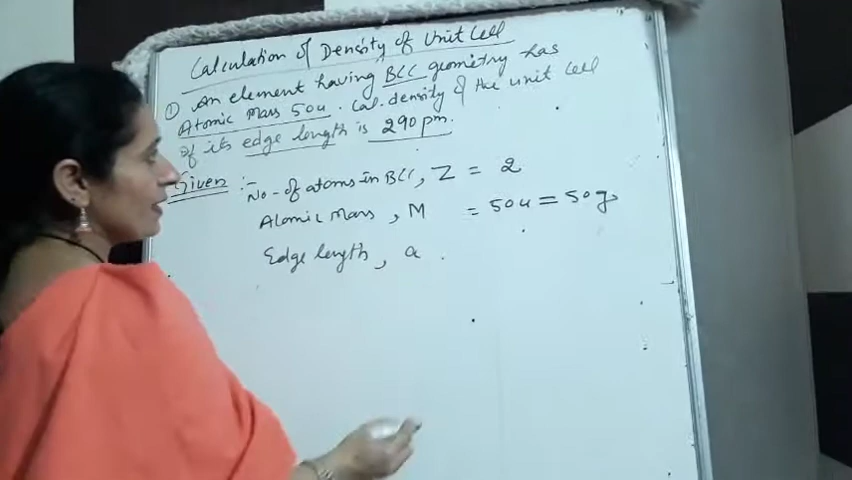 Calculation of Density of Unit Cell
① An element having BCC geometry has
Atomic Mass 50u. Cal. density of the unit cell
if its edge length is 290 pm.
Given :- No - of atoms in BCC, Z = 2
Atomic Mass, M = 50u = 50g
Edge length, a